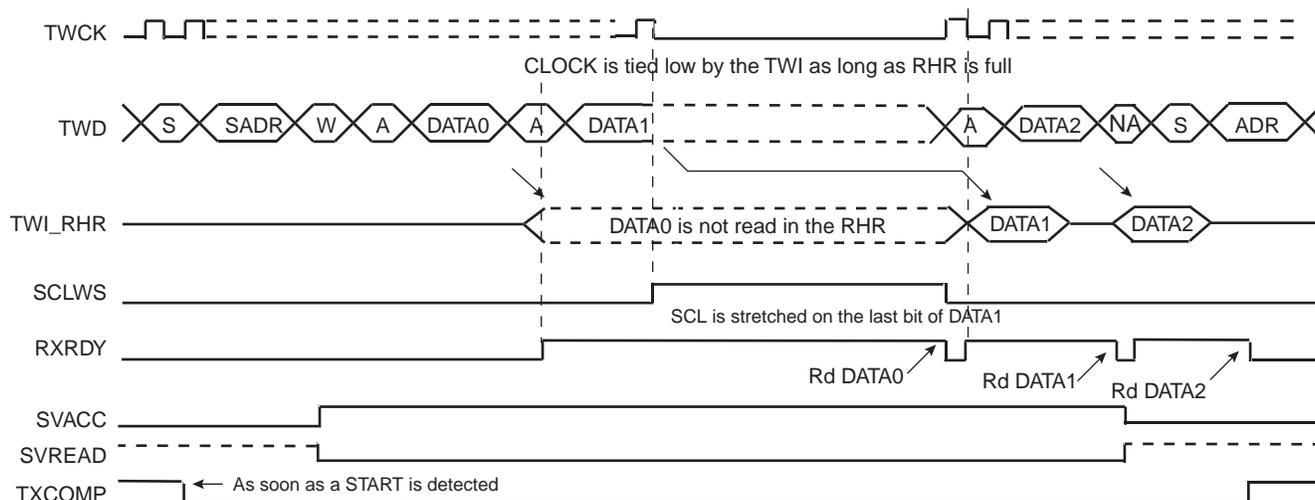 TWCK
CLOCK is tied low by the TWI as long as RHR is full
TWD
S SADR W A DATA0 A DATA1 A DATA2 NA S ADR
TWI_RHR
DATA0 is not read in the RHR DATA1 DATA2
SCLWS
SCL is stretched on the last bit of DATA1
RXRDY
Rd DATA0 Rd DATA1 Rd DATA2
SVACC
SVREAD
TXCOMP
As soon as a START is detected